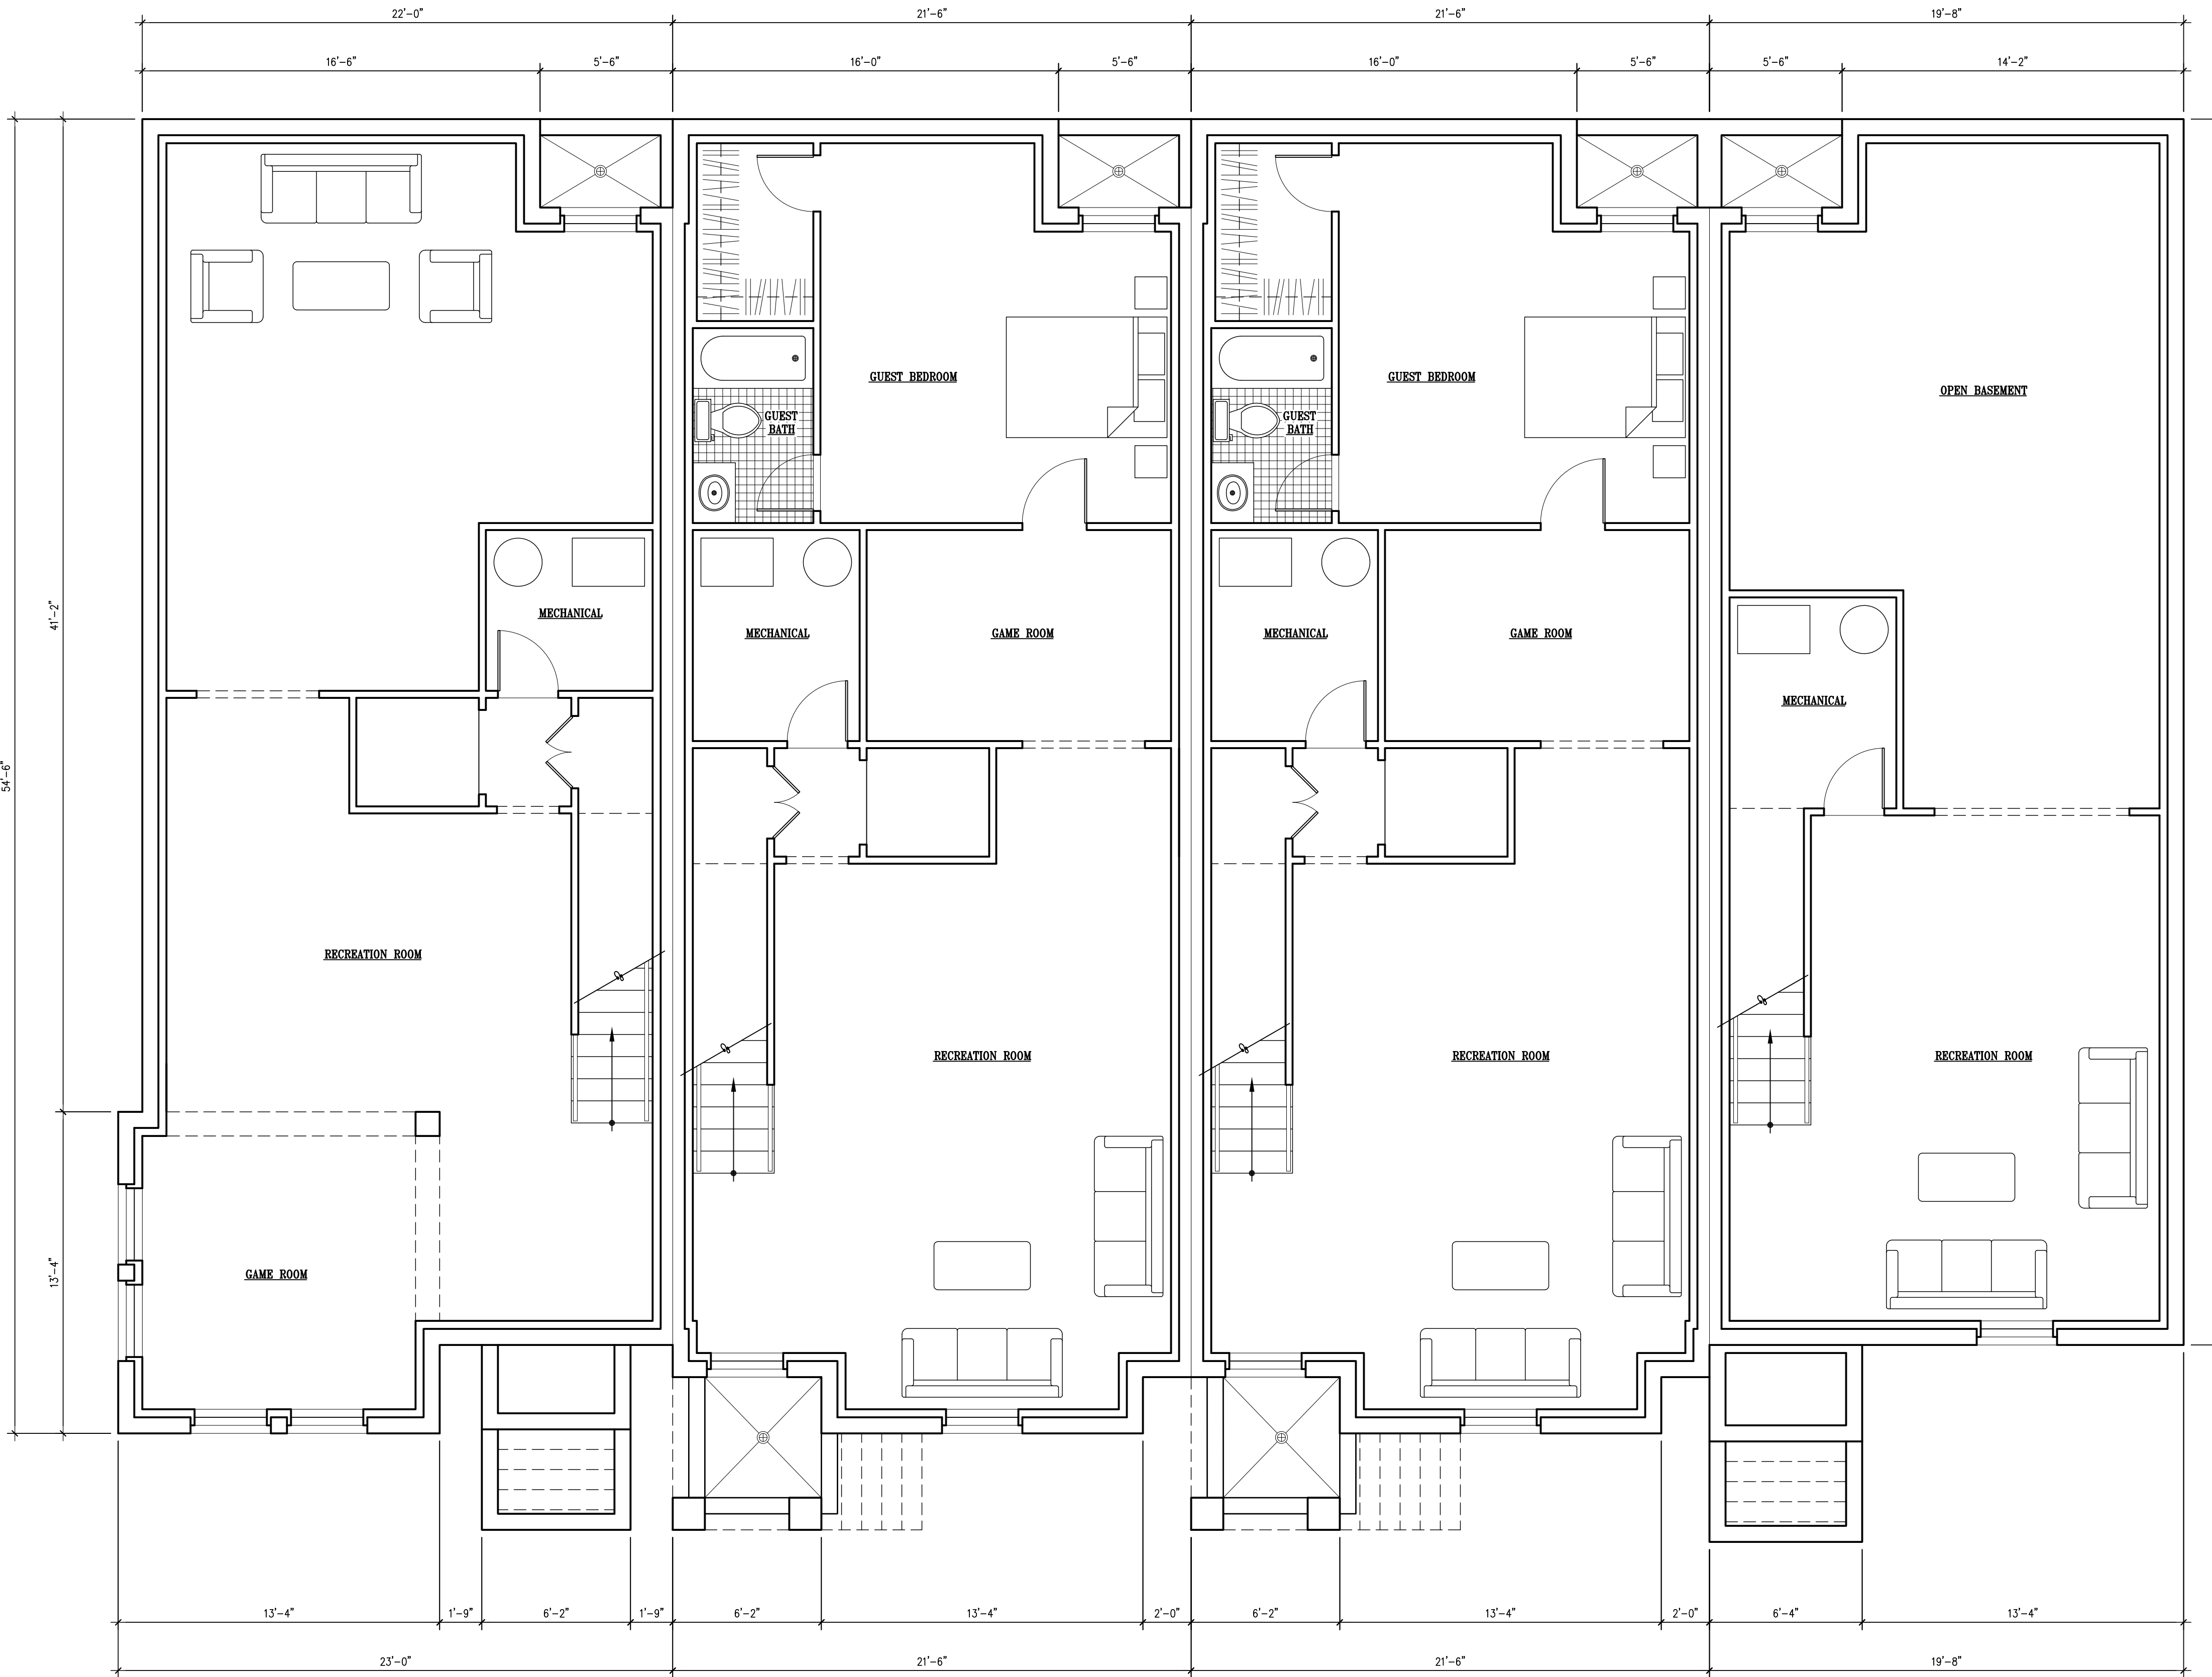 22'-0" 21'-6" 21'-6" 19'-8"
16'-6" 5'-6" 16'-0" 5'-6" 16'-0" 5'-6" 5'-6" 14'-2"
GUEST BEDROOM
GUEST BEDROOM
OPEN BASEMENT
GUEST
BATH
GUEST
BATH
41'-2"
MECHANICAL
MECHANICAL
GAME ROOM
MECHANICAL
GAME ROOM
MECHANICAL
54'-6"
RECREATION ROOM
RECREATION ROOM
RECREATION ROOM
RECREATION ROOM
13'-4"
GAME ROOM
13'-4" 1'-9" 6'-2" 1'-9" 6'-2" 13'-4" 2'-0" 6'-2" 13'-4" 2'-0" 6'-4" 13'-4"
23'-0" 21'-6" 21'-6" 19'-8"